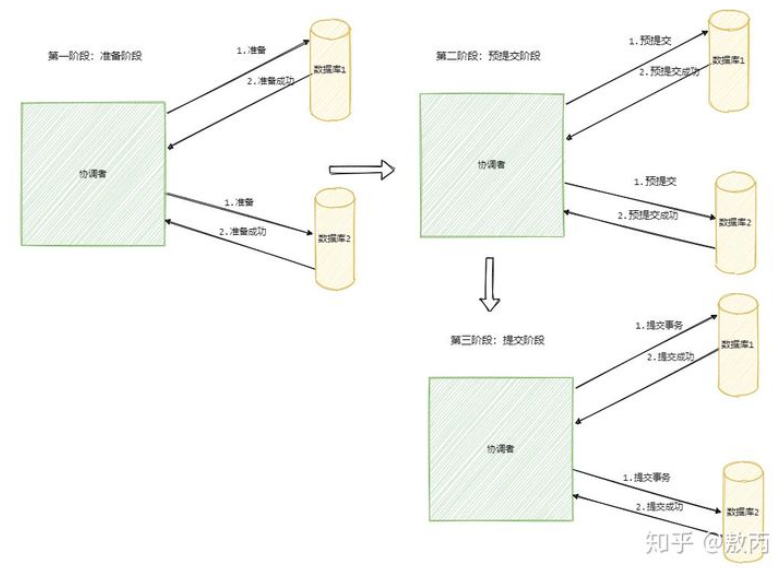 第一阶段: 准备阶段
1.准备
数据库1
2.准备成功
协调者
1.准备
2.准备成功
数据库2
第二阶段: 预提交阶段
1.预提交
数据库1
2.预提交成功
协调者
1.预提交
2.预提交成功
数据库2
第三阶段: 提交阶段
1.提交事务
数据库1
2.提交成功
协调者
1.提交事务
2.提交成功
数据库2
知乎 @敖丙